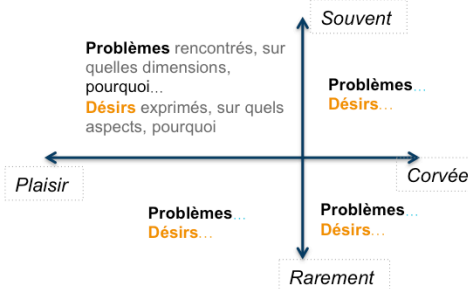 Souvent
Problèmes rencontrés, sur
quelles dimensions,
pourquoi...
Désirs exprimés, sur quels
aspects, pourquoi
Problèmes...
Désirs...
Plaisir
Corvée
Problèmes...
Désirs...
Problèmes...
Désirs...
Rarement